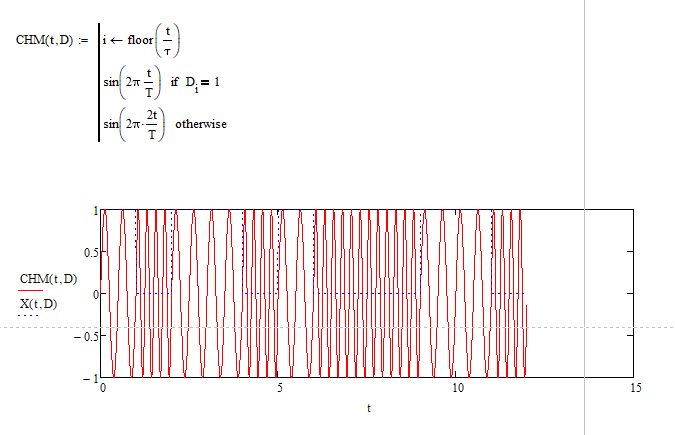 CHM(t,D) := i ← floor(t/τ)
sin(2π t/T) if D_i = 1
sin(2π·2t/T) otherwise
1
0.5
CHM(t,D)
0
X(t,D)
−0.5
−1
0 5 10 15
t